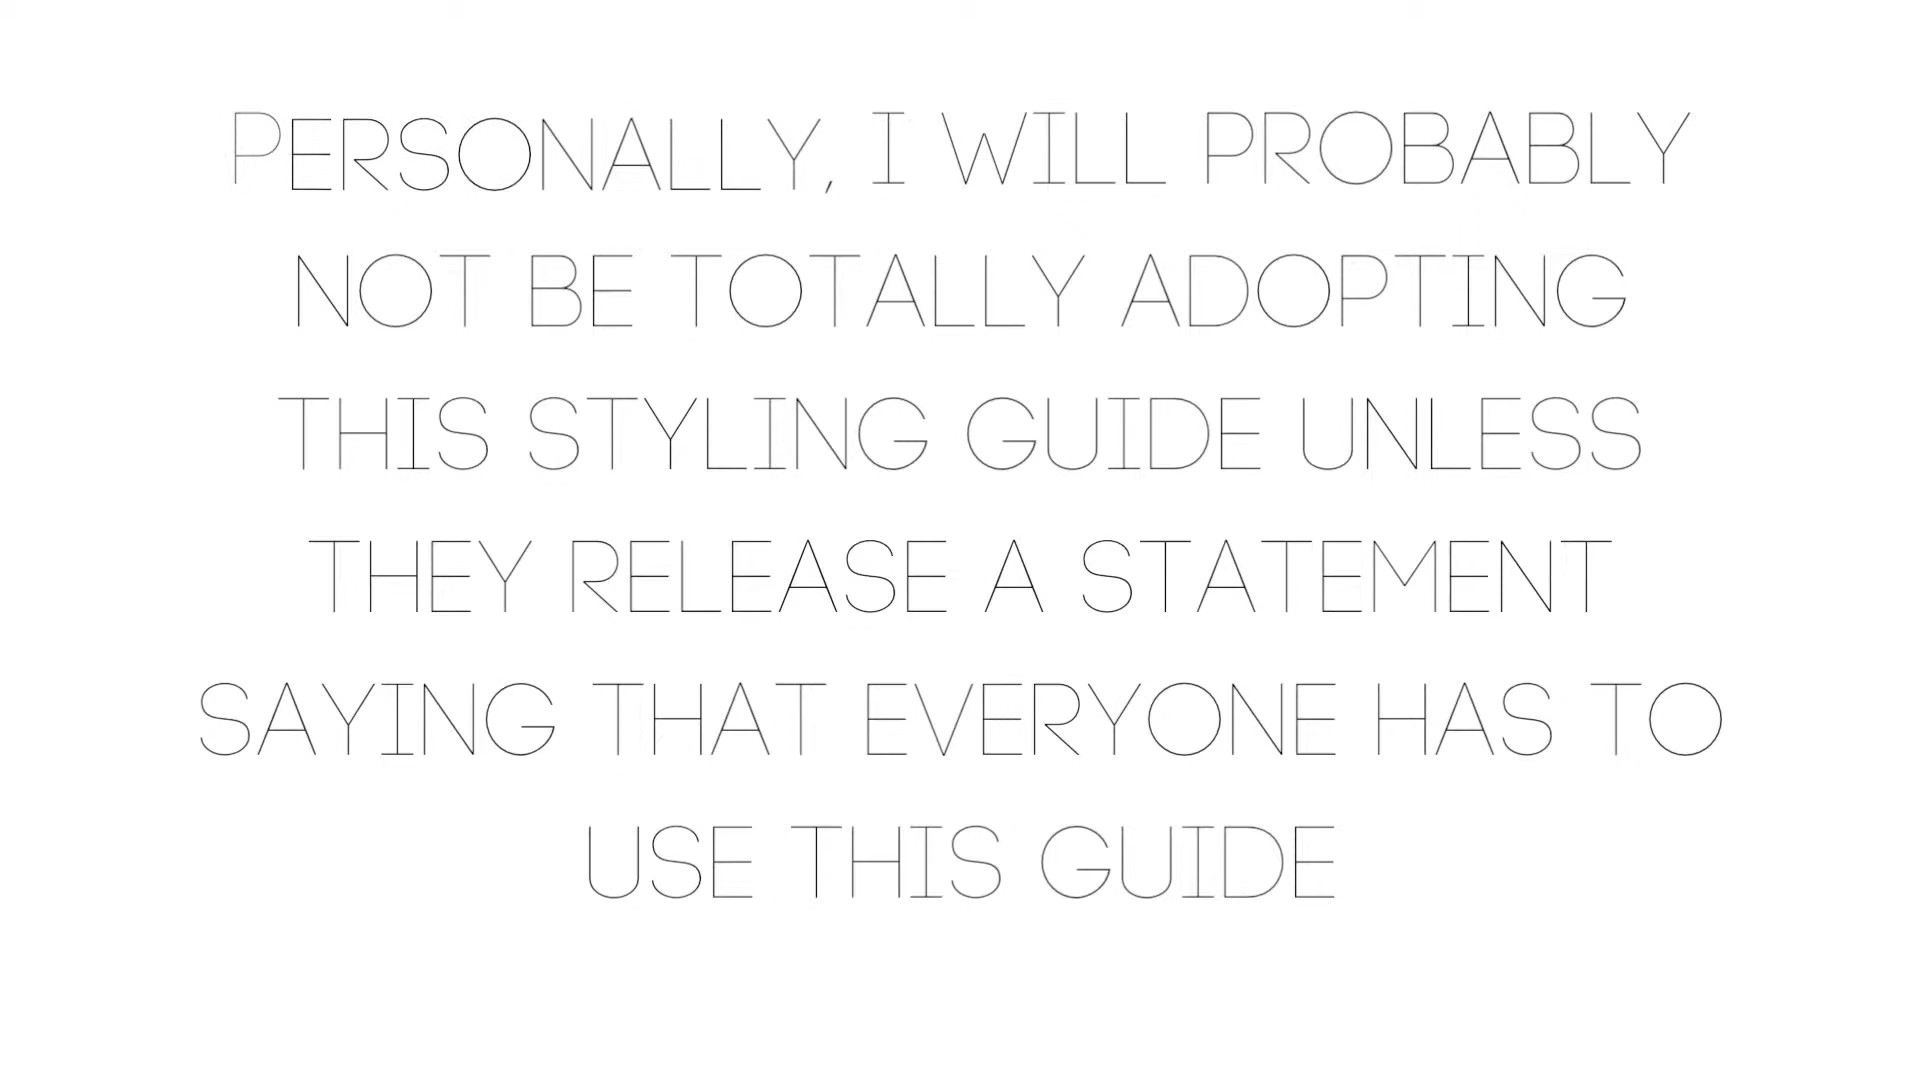 PERSONALLY, I WILL PROBABLY
NOT BE TOTALLY ADOPTING
THIS STYLING GUIDE UNLESS
THEY RELEASE A STATEMENT
SAYING THAT EVERYONE HAS TO
USE THIS GUIDE